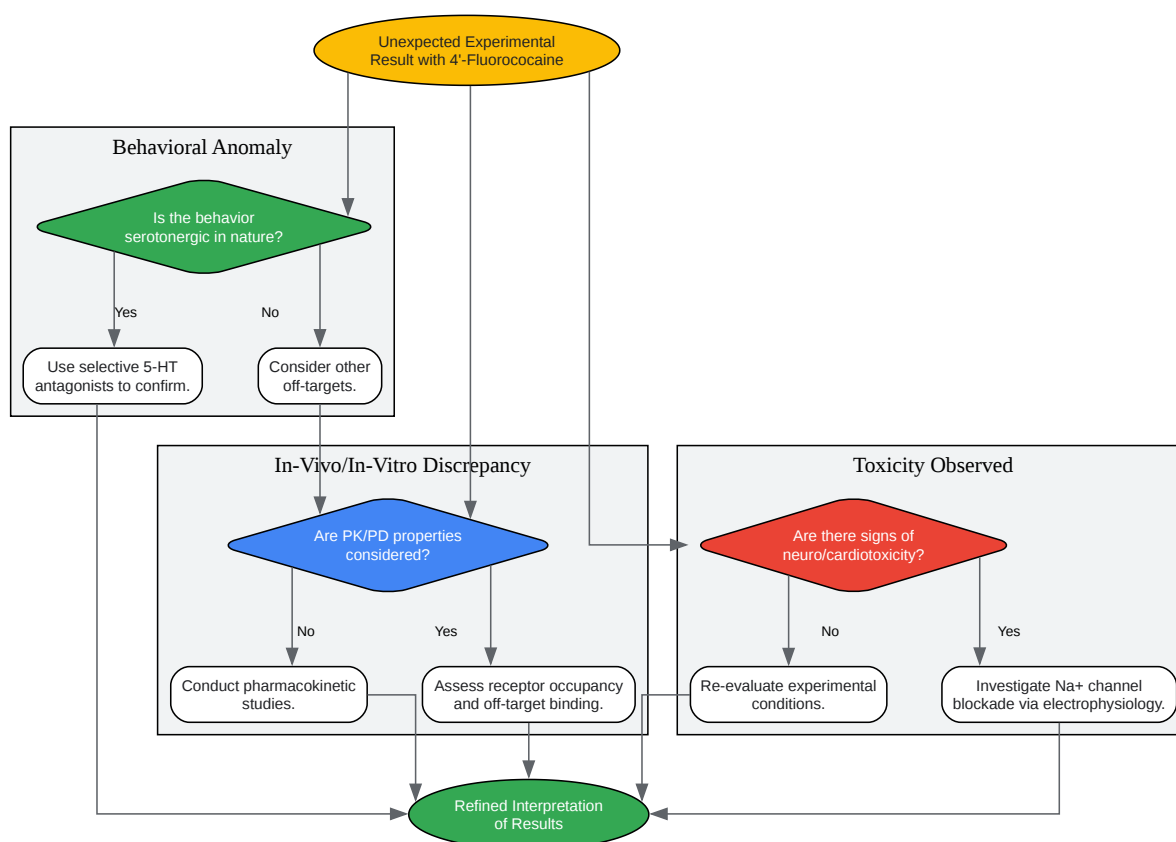 Unexpected Experimental
Result with 4'-Fluorococaine
Behavioral Anomaly
Is the behavior
serotonergic in nature?
Yes
No
Use selective 5-HT
antagonists to confirm.
Consider other
off-targets.
In-Vivo/In-Vitro Discrepancy
Are PK/PD properties
considered?
No
Yes
Conduct pharmacokinetic
studies.
Assess receptor occupancy
and off-target binding.
Toxicity Observed
Are there signs of
neuro/cardiotoxicity?
No
Yes
Re-evaluate experimental
conditions.
Investigate Na+ channel
blockade via electrophysiology.
Refined Interpretation
of Results